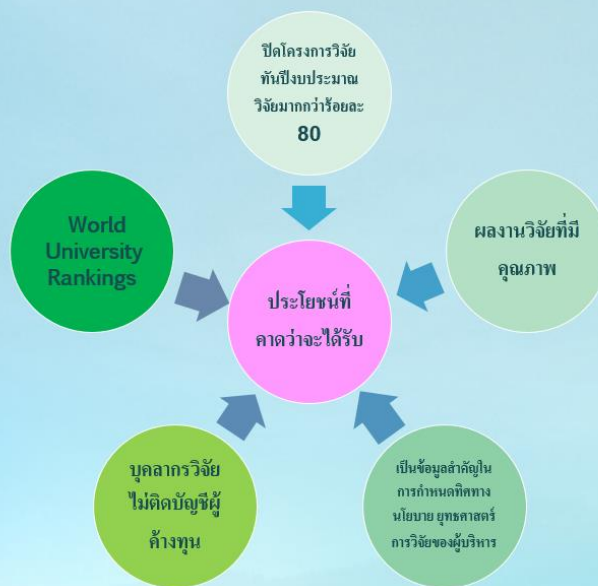 ปิดโครงการวิจัย
ทันปีงบประมาณ
วิจัยมากกว่าร้อยละ
80
World
University
Rankings
ผลงานวิจัยที่มี
คุณภาพ
ประโยชน์ที่
คาดว่าจะได้รับ
บุคลากรวิจัย
ไม่ติดบัญชีผู้
ค้างทุน
เป็นข้อมูลสำคัญใน
การกำหนดทิศทาง
นโยบาย ยุทธศาสตร์
การวิจัยของผู้บริหาร